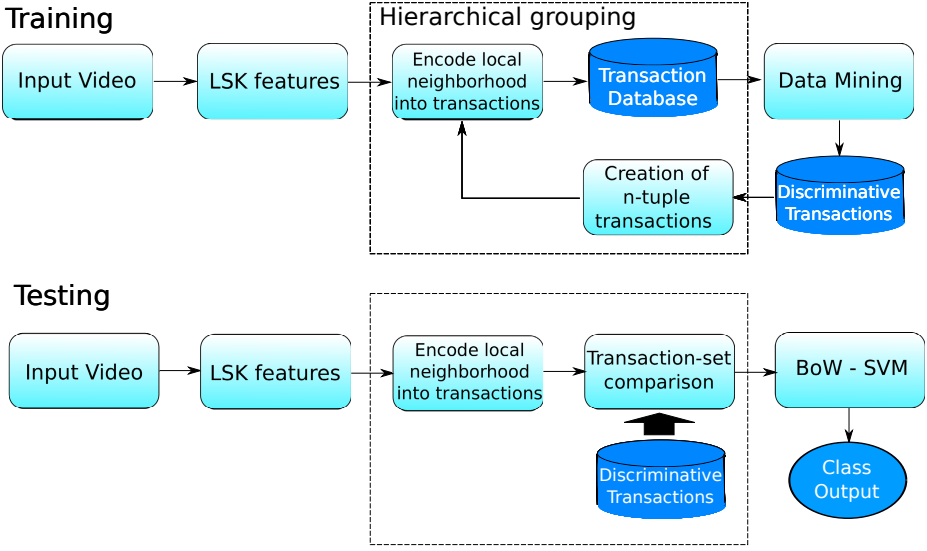 Training
Hierarchical grouping
Input Video
LSK features
Encode local
neighborhood
into transactions
Transaction
Database
Data Mining
Creation of
n-tuple
transactions
Discriminative
Transactions
Testing
Input Video
LSK features
Encode local
neighborhood
into transactions
Transaction-set
comparison
BoW - SVM
Discriminative
Transactions
Class
Output